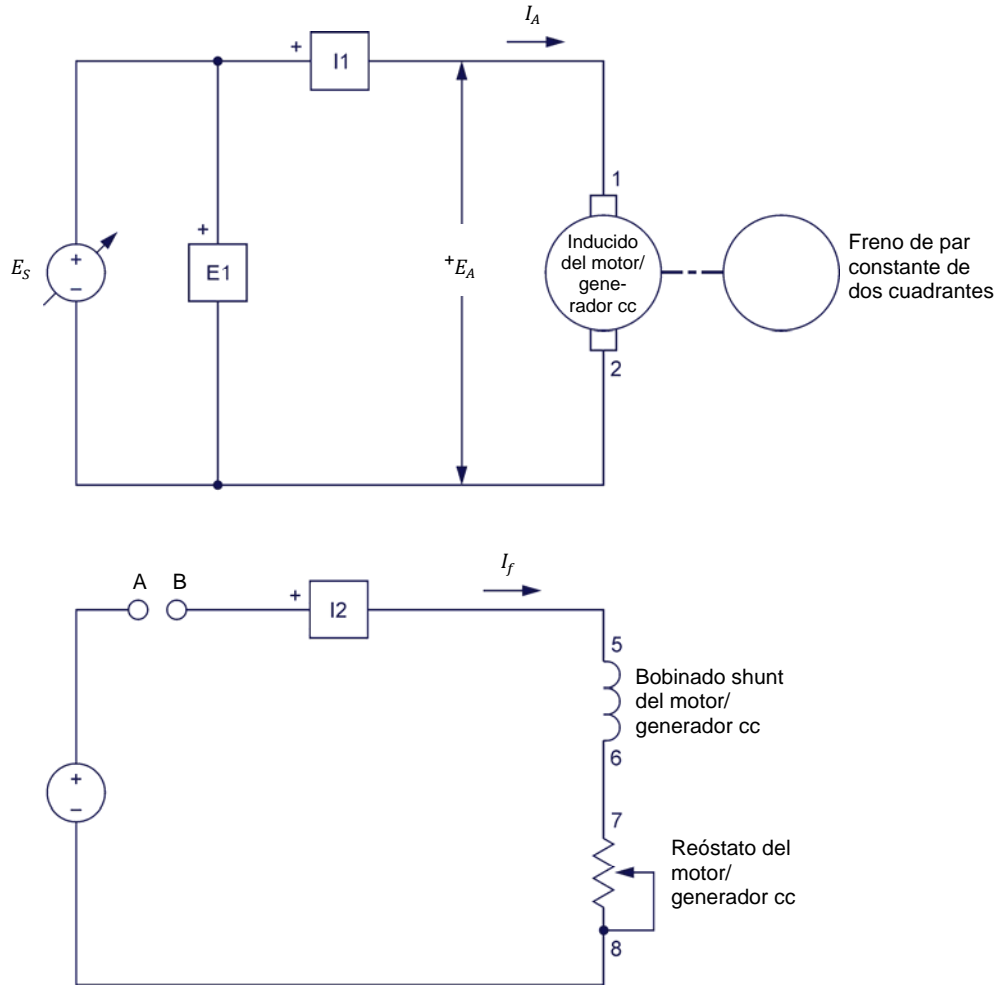 I_A
+
I1
1
E_S
+
−
+
E1
+E_A
Inducido
del motor/
gene-
rador cc
Freno de par
constante de
dos cuadrantes
2
A
B
+
I2
I_f
5
Bobinado shunt
del motor/
generador cc
6
+
−
7
Reóstato del
motor/
generador cc
8